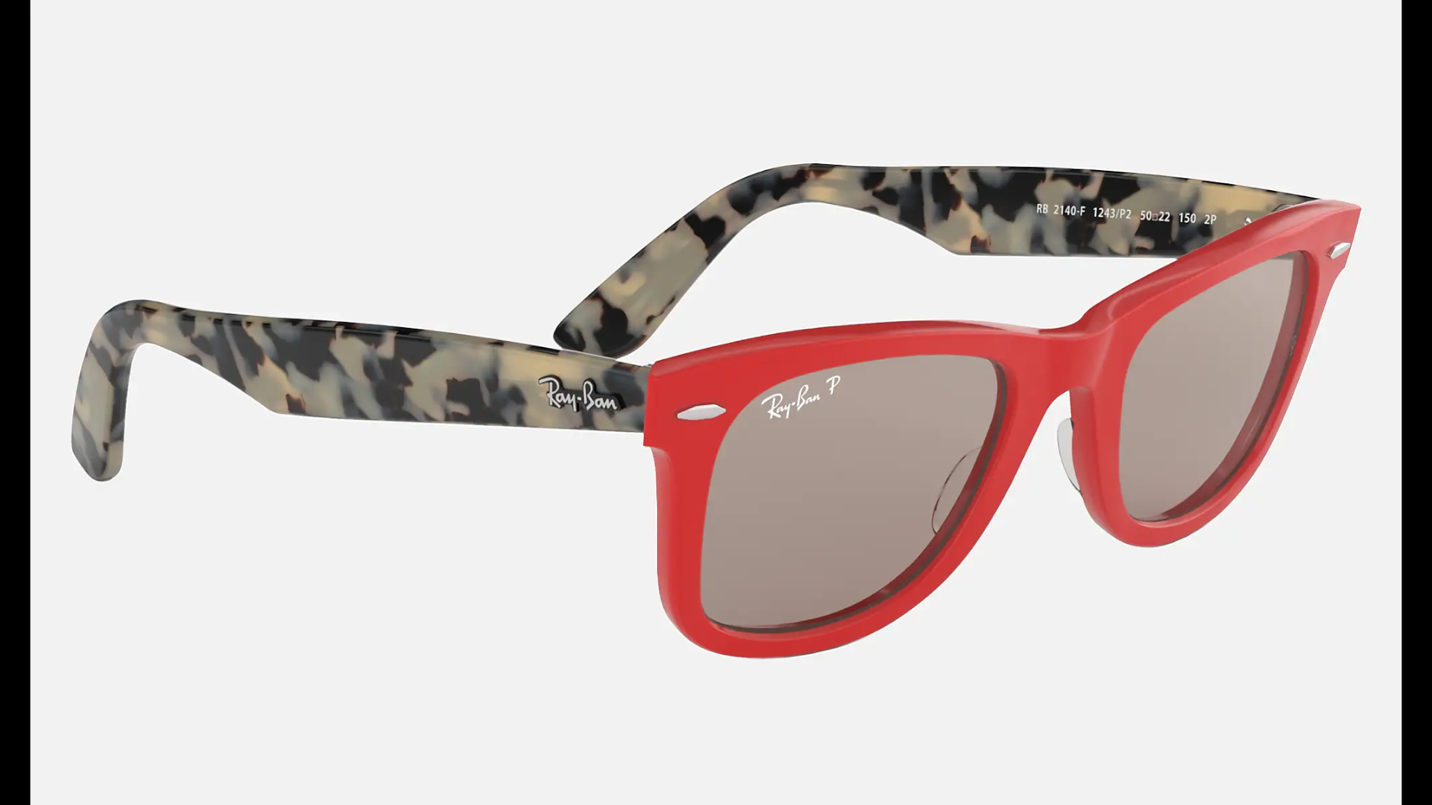 RB 2140-F 1243/P2 50□22 150 2P
Ray-Ban
Ray-Ban P